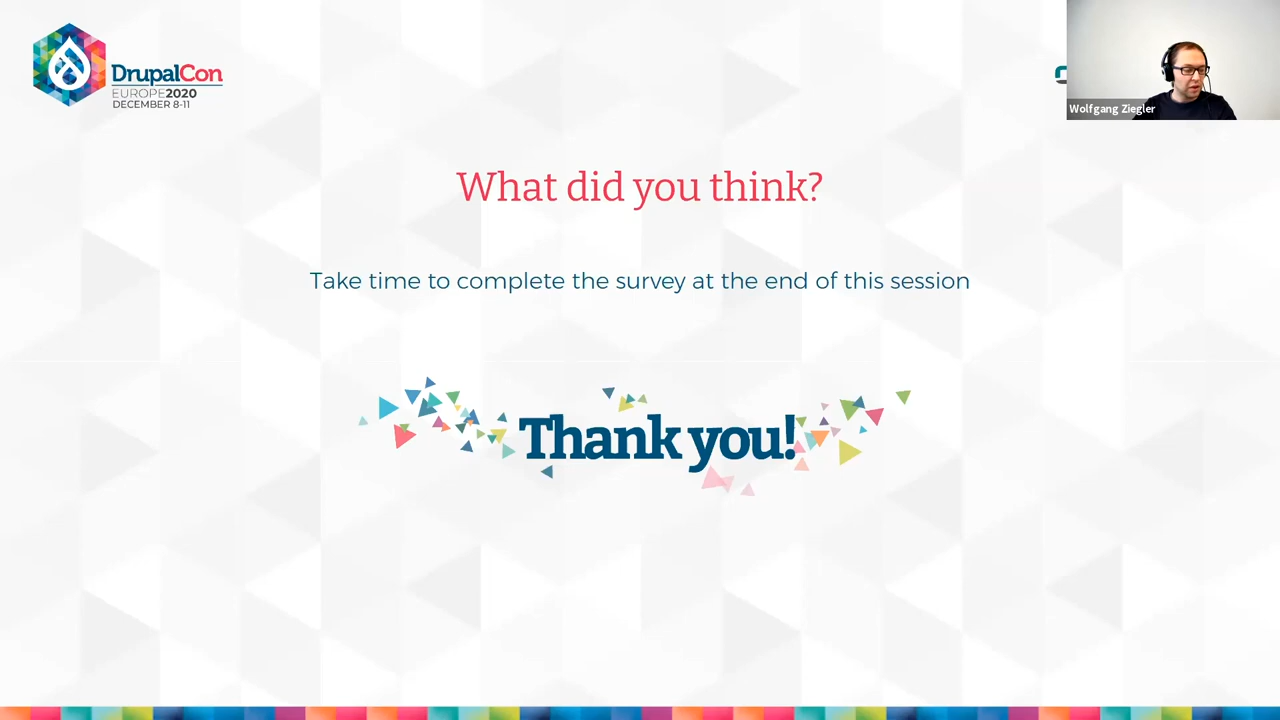 DrupalCon
EUROPE2020
DECEMBER 8-11
Wolfgang Ziegler
What did you think?
Take time to complete the survey at the end of this session
Thank you!